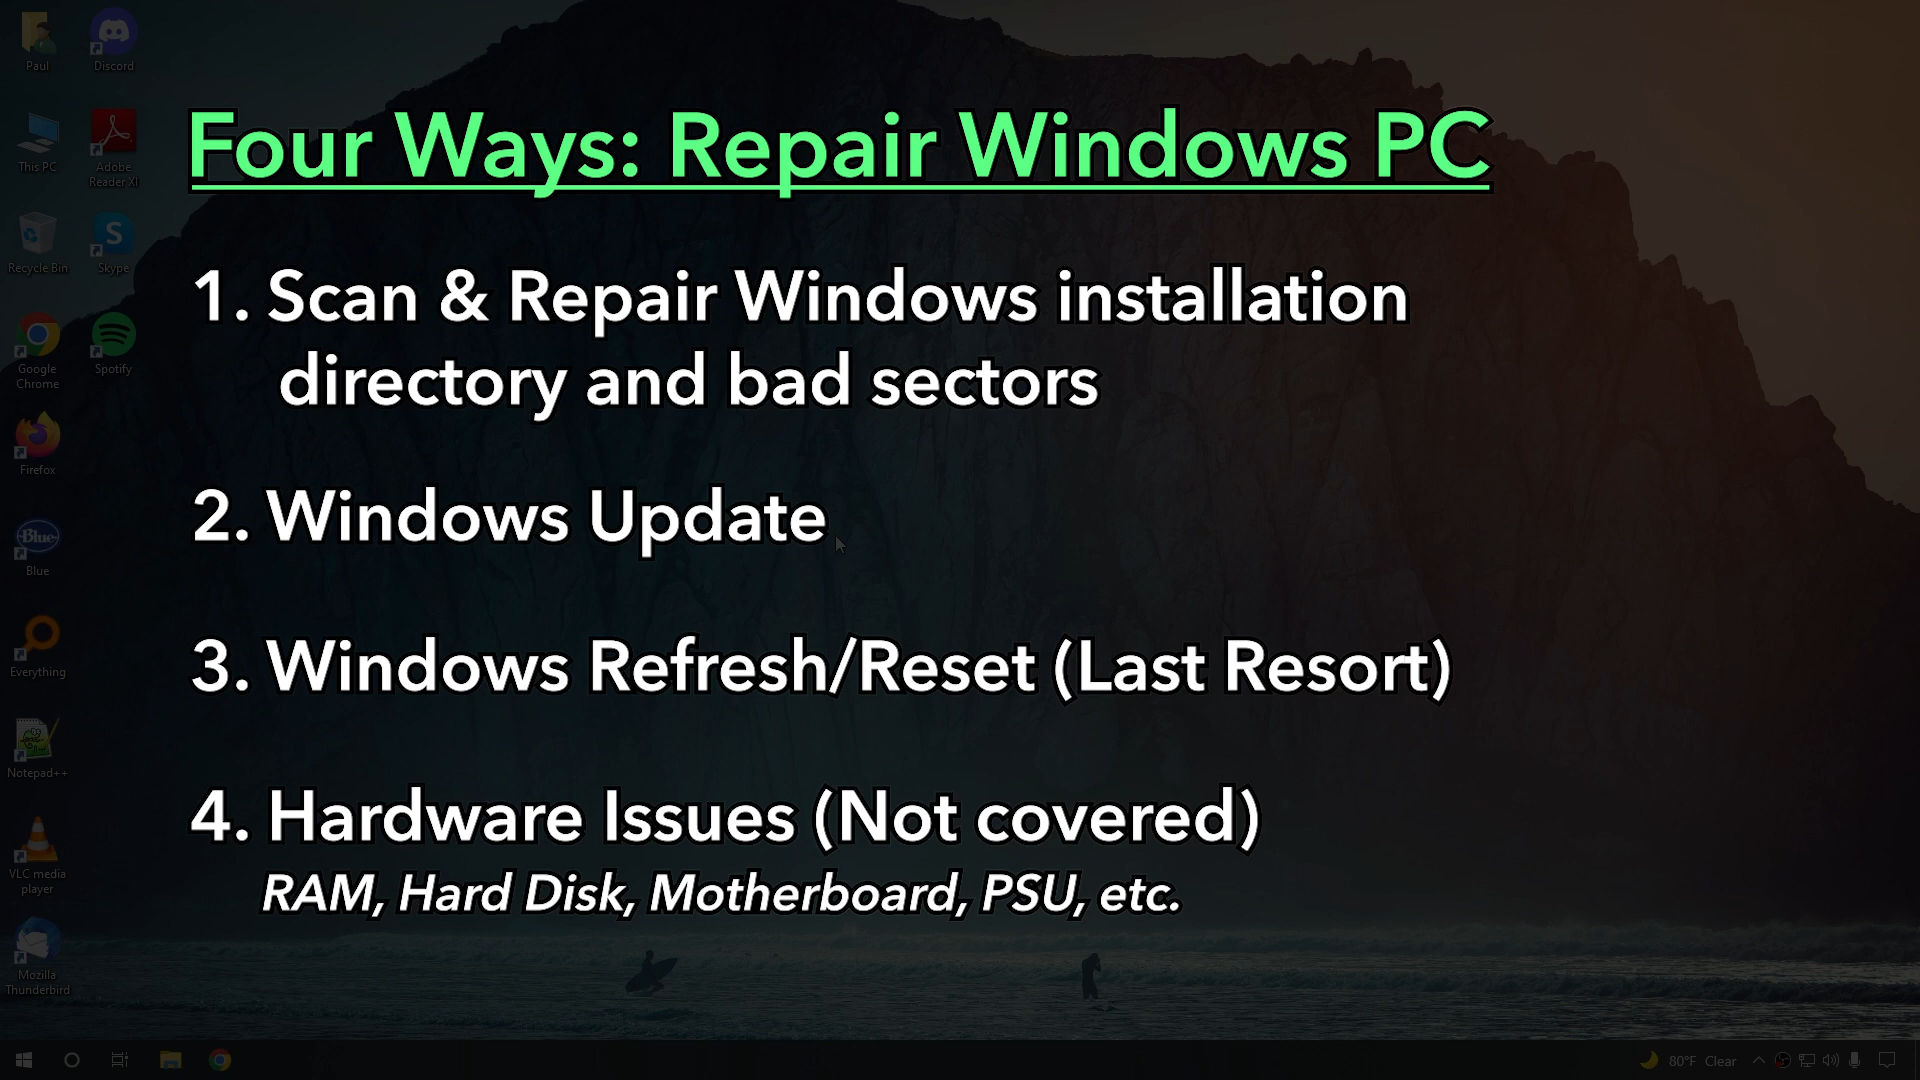 Four Ways: Repair Windows PC
1. Scan & Repair Windows installation
directory and bad sectors
2. Windows Update
3. Windows Refresh/Reset (Last Resort)
4. Hardware Issues (Not covered)
RAM, Hard Disk, Motherboard, PSU, etc.
Paul
Discord
This PC
Adobe
Reader XI
Recycle Bin
S
Skype
Google
Chrome
Spotify
Firefox
Blue
Blue
Everything
Notepad++
VLC media
player
Mozilla
Thunderbird
80°F Clear